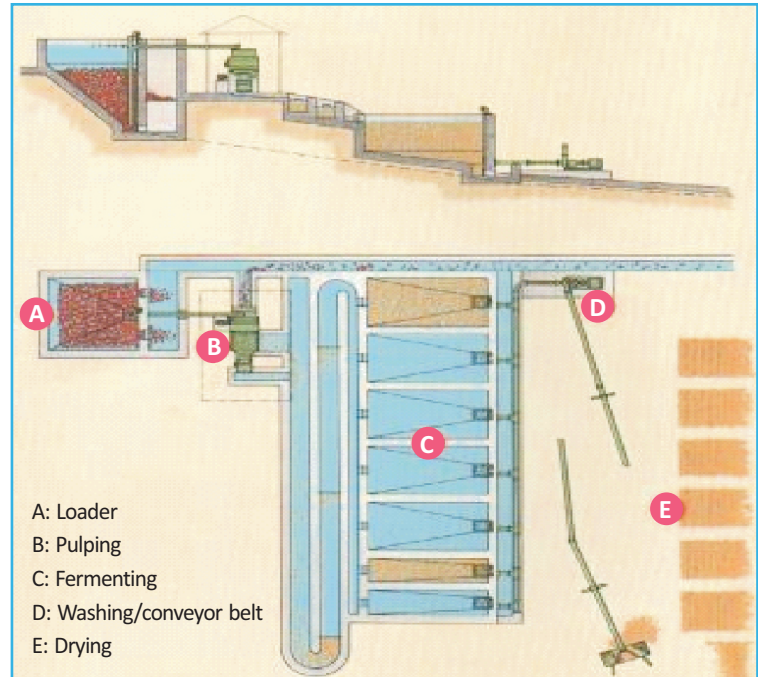 A
B
D
C
E
A: Loader
B: Pulping
C: Fermenting
D: Washing/conveyor belt
E: Drying